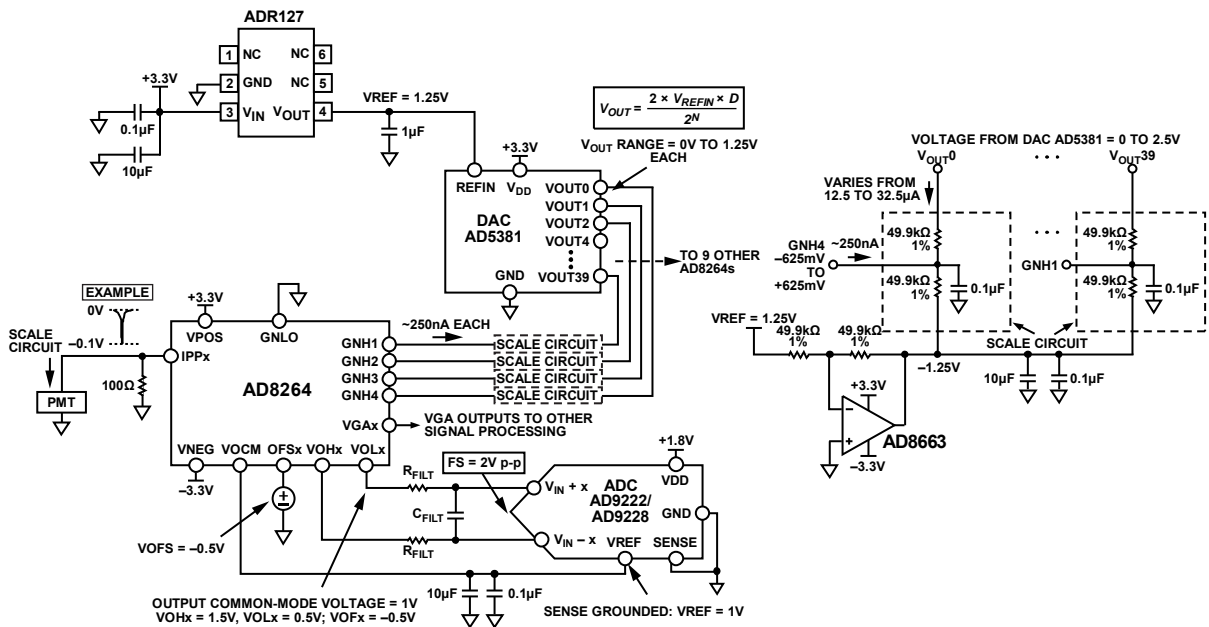 ADR127
1 NC
NC 6
2 GND
NC 5
3 VIN
VOUT 4
+3.3V
0.1µF
10µF
VREF = 1.25V
1µF
VOUT = 2 × VREFIN × D / 2^N
VOUT RANGE = 0V TO 1.25V
EACH
+3.3V
REFIN
VDD
VOUT0
VOUT1
VOUT2
VOUT4
VOUT39
DAC
AD5381
GND
TO 9 OTHER
AD8264s
VOLTAGE FROM DAC AD5381 = 0 TO 2.5V
VOUT0
VOUT39
VARIES FROM
12.5 TO 32.5µA
49.9kΩ
1%
49.9kΩ
1%
GNH4
–625mV
TO
+625mV
~250nA
GNH1
49.9kΩ
1%
49.9kΩ
1%
0.1µF
0.1µF
VREF = 1.25V
49.9kΩ
1%
49.9kΩ
1%
SCALE CIRCUIT
–1.25V
10µF
0.1µF
+3.3V
–
+
AD8663
–3.3V
EXAMPLE
0V
–0.1V
SCALE
CIRCUIT
PMT
100Ω
+3.3V
VPOS
GNLO
IPPx
AD8264
GNH1
GNH2
GNH3
GNH4
VGAx
~250nA EACH
SCALE CIRCUIT
SCALE CIRCUIT
SCALE CIRCUIT
SCALE CIRCUIT
VGA OUTPUTS TO OTHER
SIGNAL PROCESSING
VNEG
VOCM
OFSx
VOHx
VOLx
–3.3V
VOFS = –0.5V
RFILT
CFILT
RFILT
FS = 2V p-p
+1.8V
VDD
VIN + x
VIN – x
ADC
AD9222/
AD9228
GND
VREF
SENSE
10µF
0.1µF
OUTPUT COMMON-MODE VOLTAGE = 1V
VOHx = 1.5V, VOLx = 0.5V; VOFx = –0.5V
SENSE GROUNDED: VREF = 1V